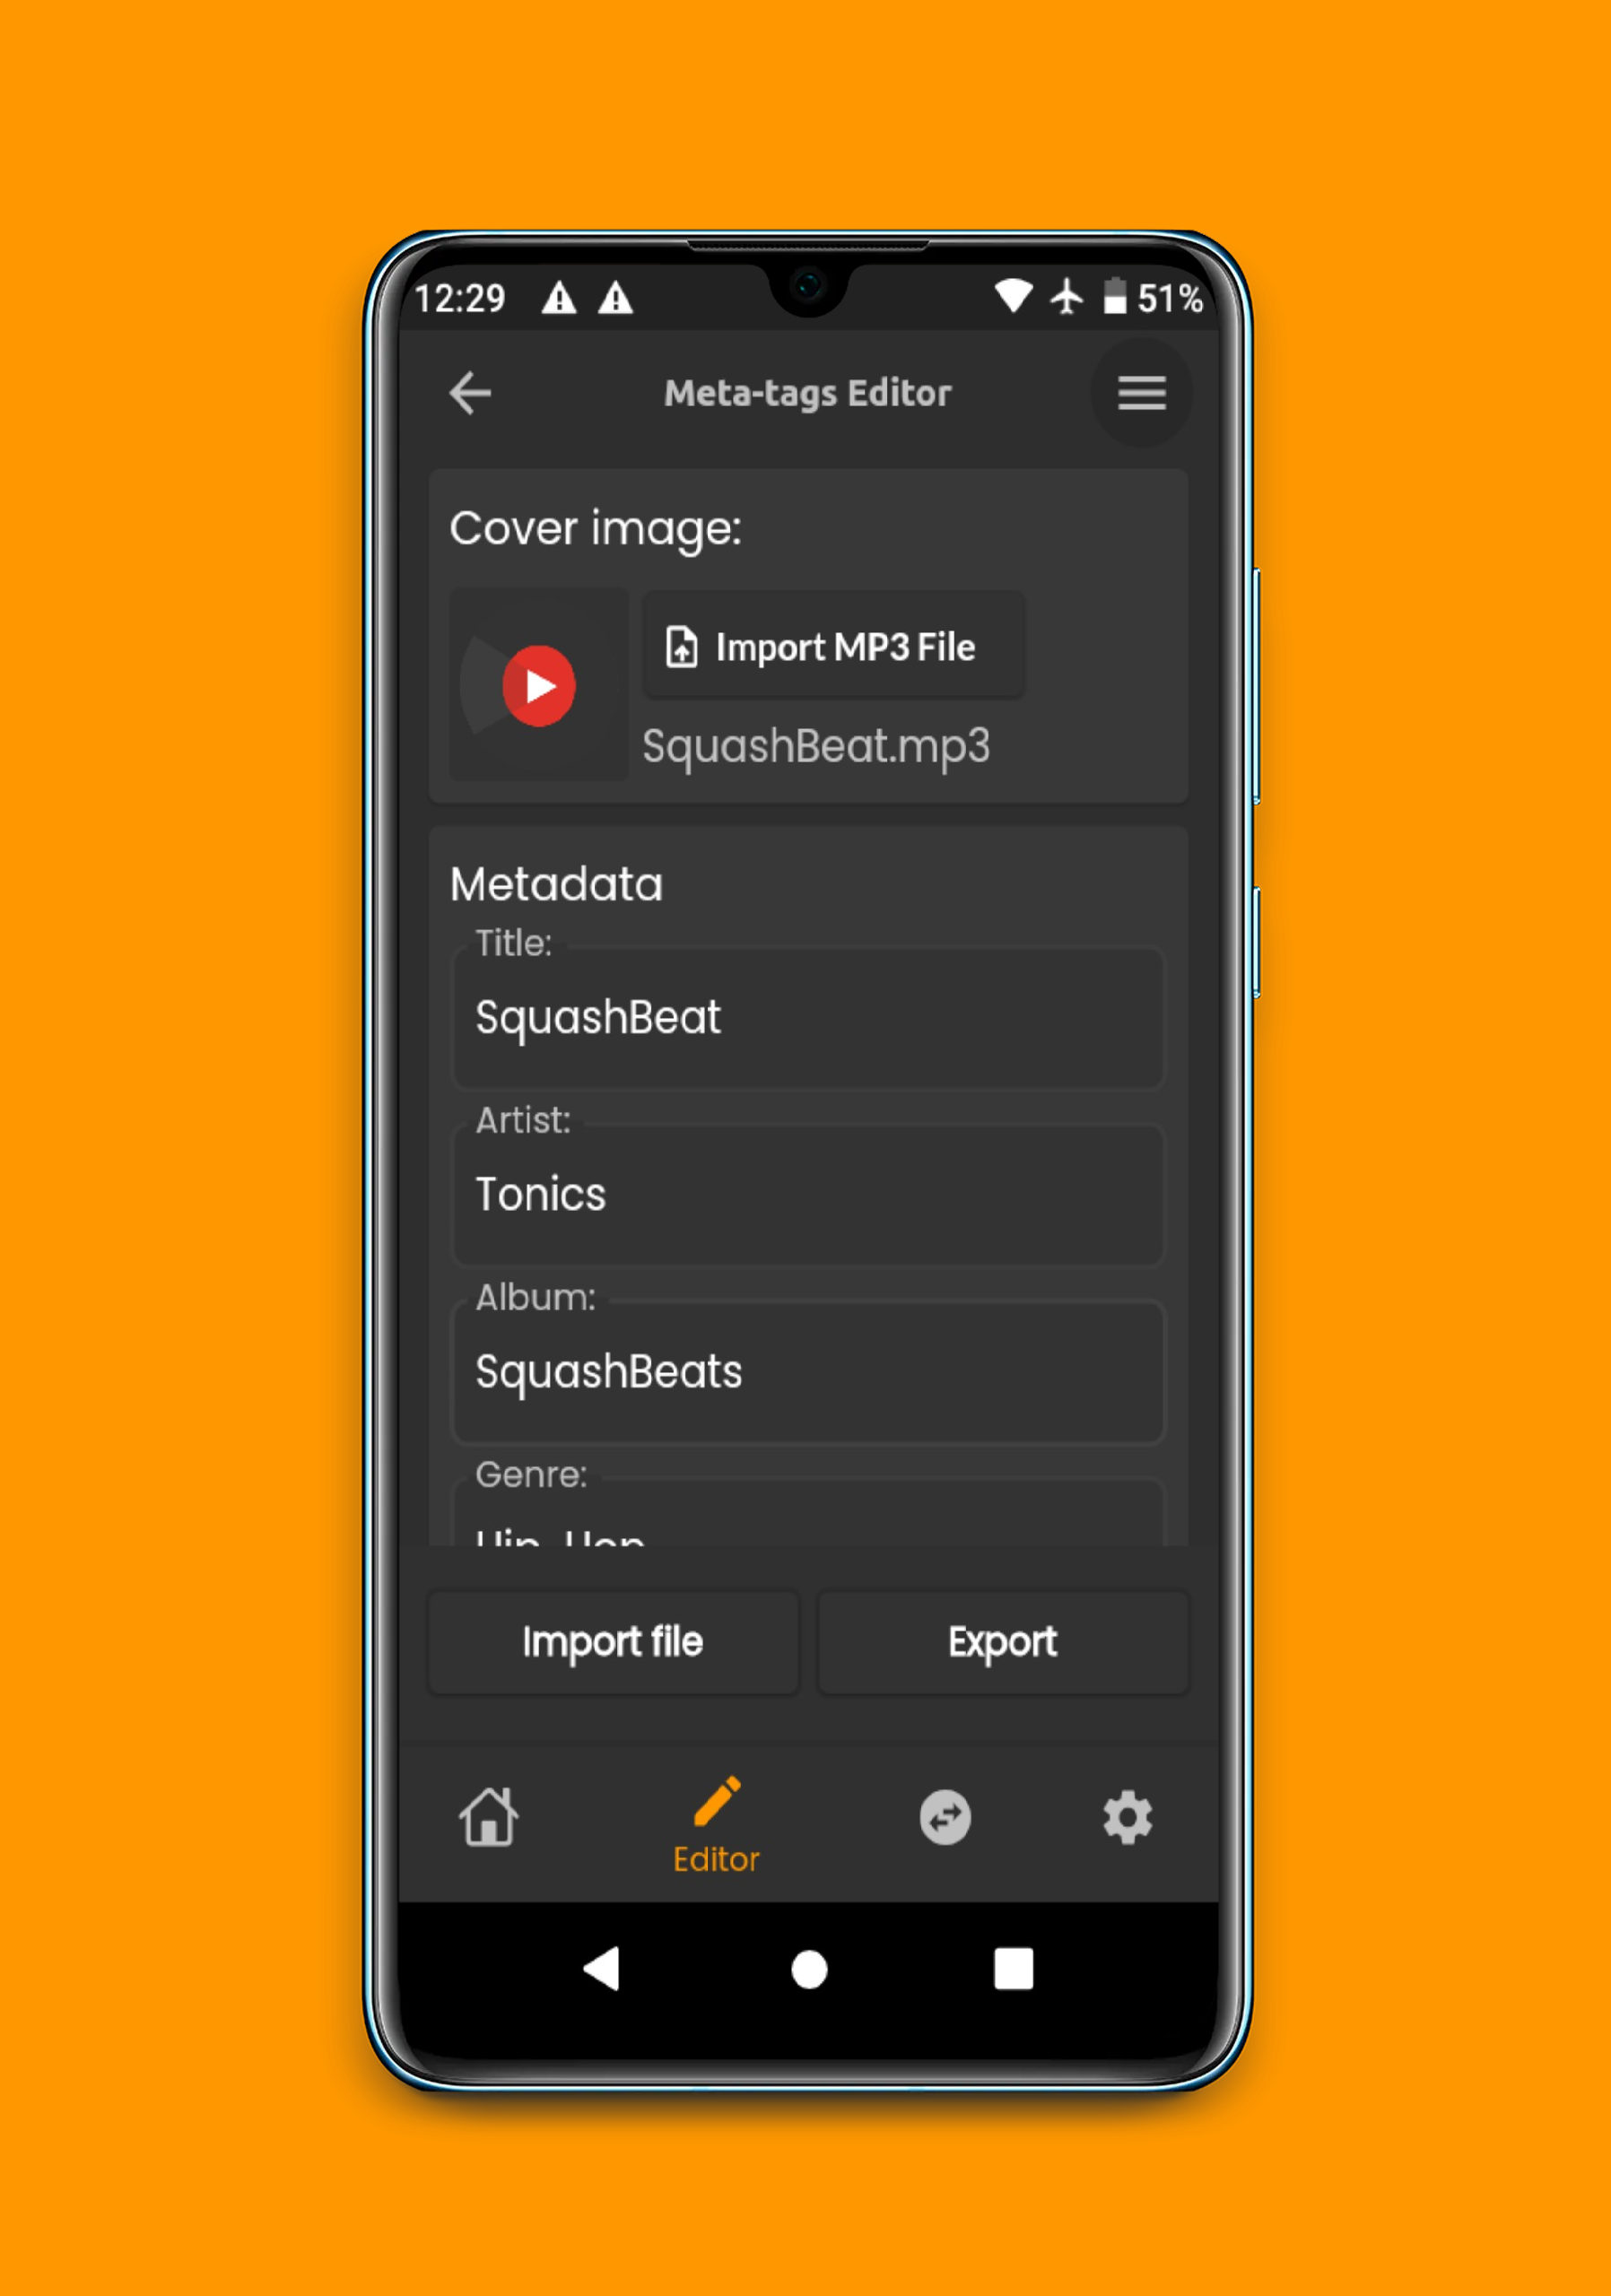 12:29 51%
Meta-tags Editor
Cover image:
Import MP3 File
SquashBeat.mp3
Metadata
Title:
SquashBeat
Artist:
Tonics
Album:
SquashBeats
Genre:
Import file Export
Editor